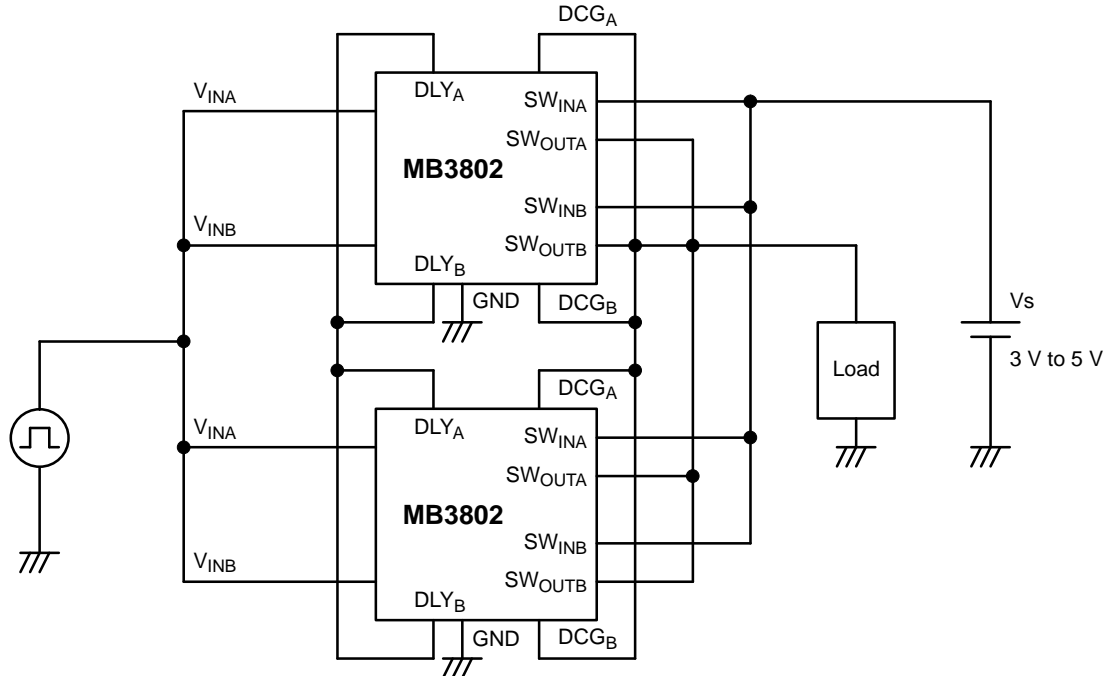 DCGA
VINA
DLYA
SWINA
SWOUTA
MB3802
SWINB
VINB
SWOUTB
DLYB
GND
DCGB
Vs
3 V to 5 V
Load
DCGA
VINA
DLYA
SWINA
SWOUTA
MB3802
SWINB
VINB
SWOUTB
DLYB
GND
DCGB